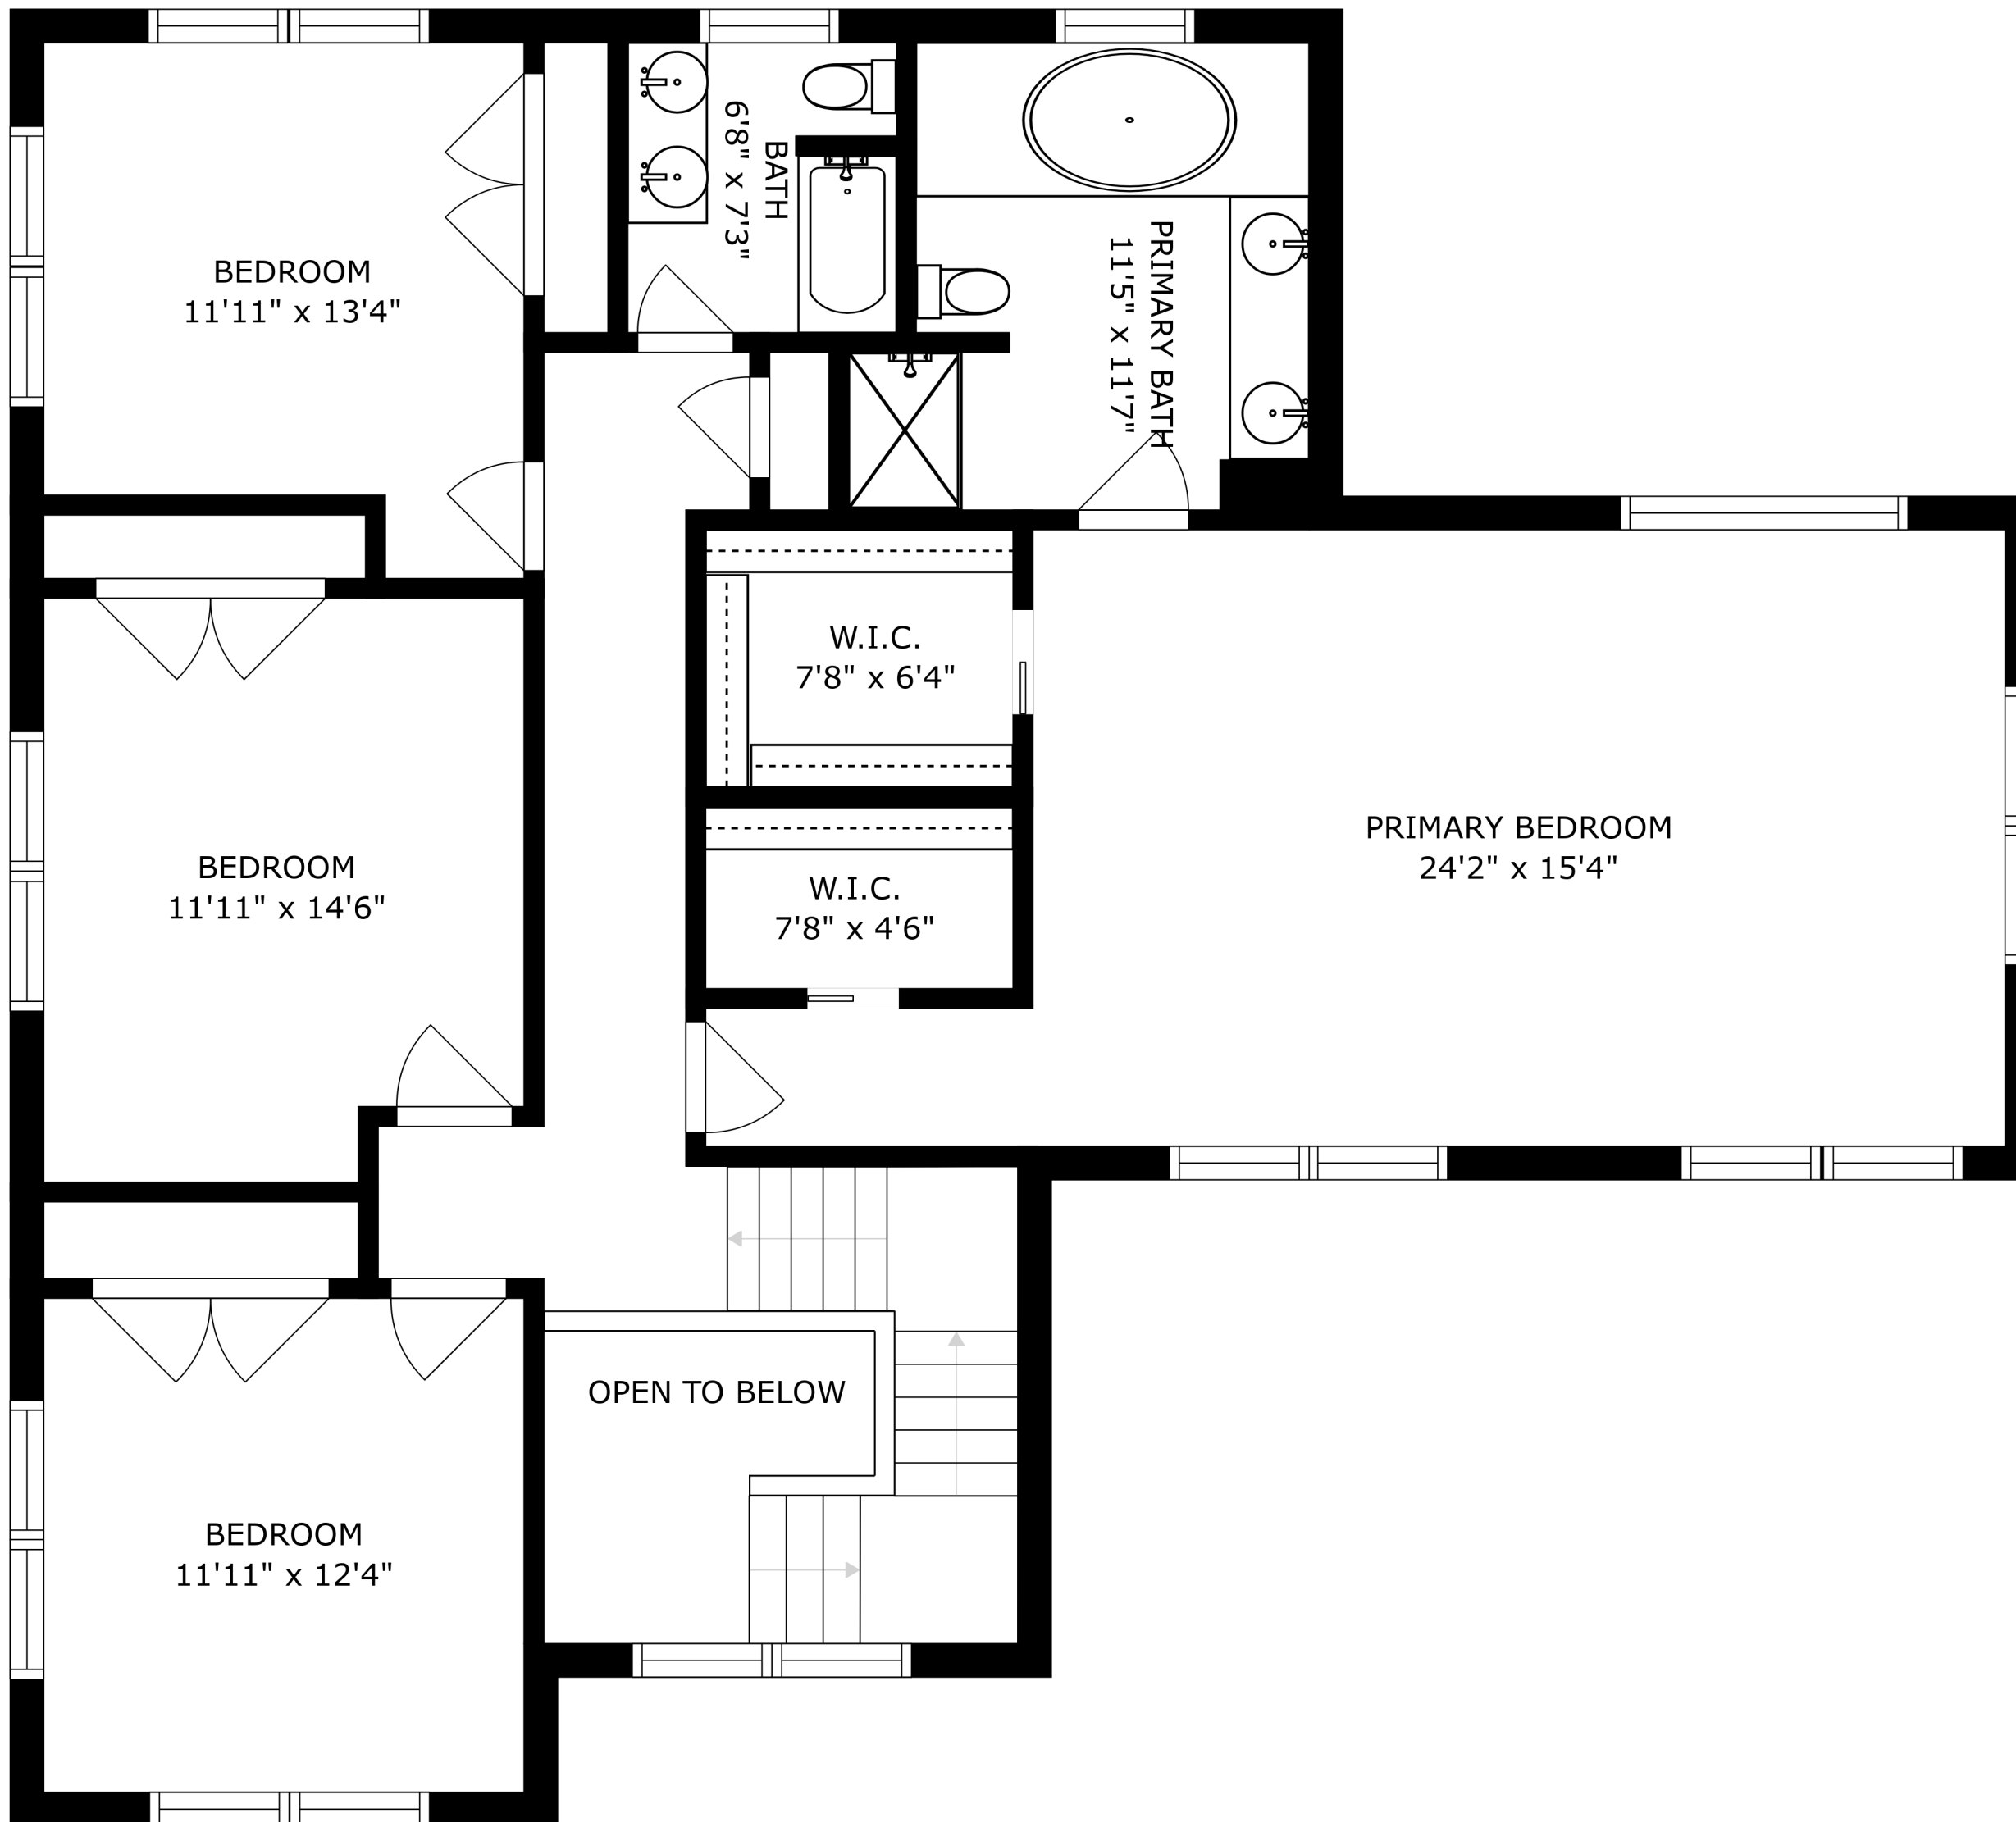 BATH
6'8" x 7'3"
PRIMARY BATH
11'5" x 11'7"
BEDROOM
11'11" x 13'4"
W.I.C.
7'8" x 6'4"
PRIMARY BEDROOM
24'2" x 15'4"
BEDROOM
11'11" x 14'6"
W.I.C.
7'8" x 4'6"
OPEN TO BELOW
BEDROOM
11'11" x 12'4"